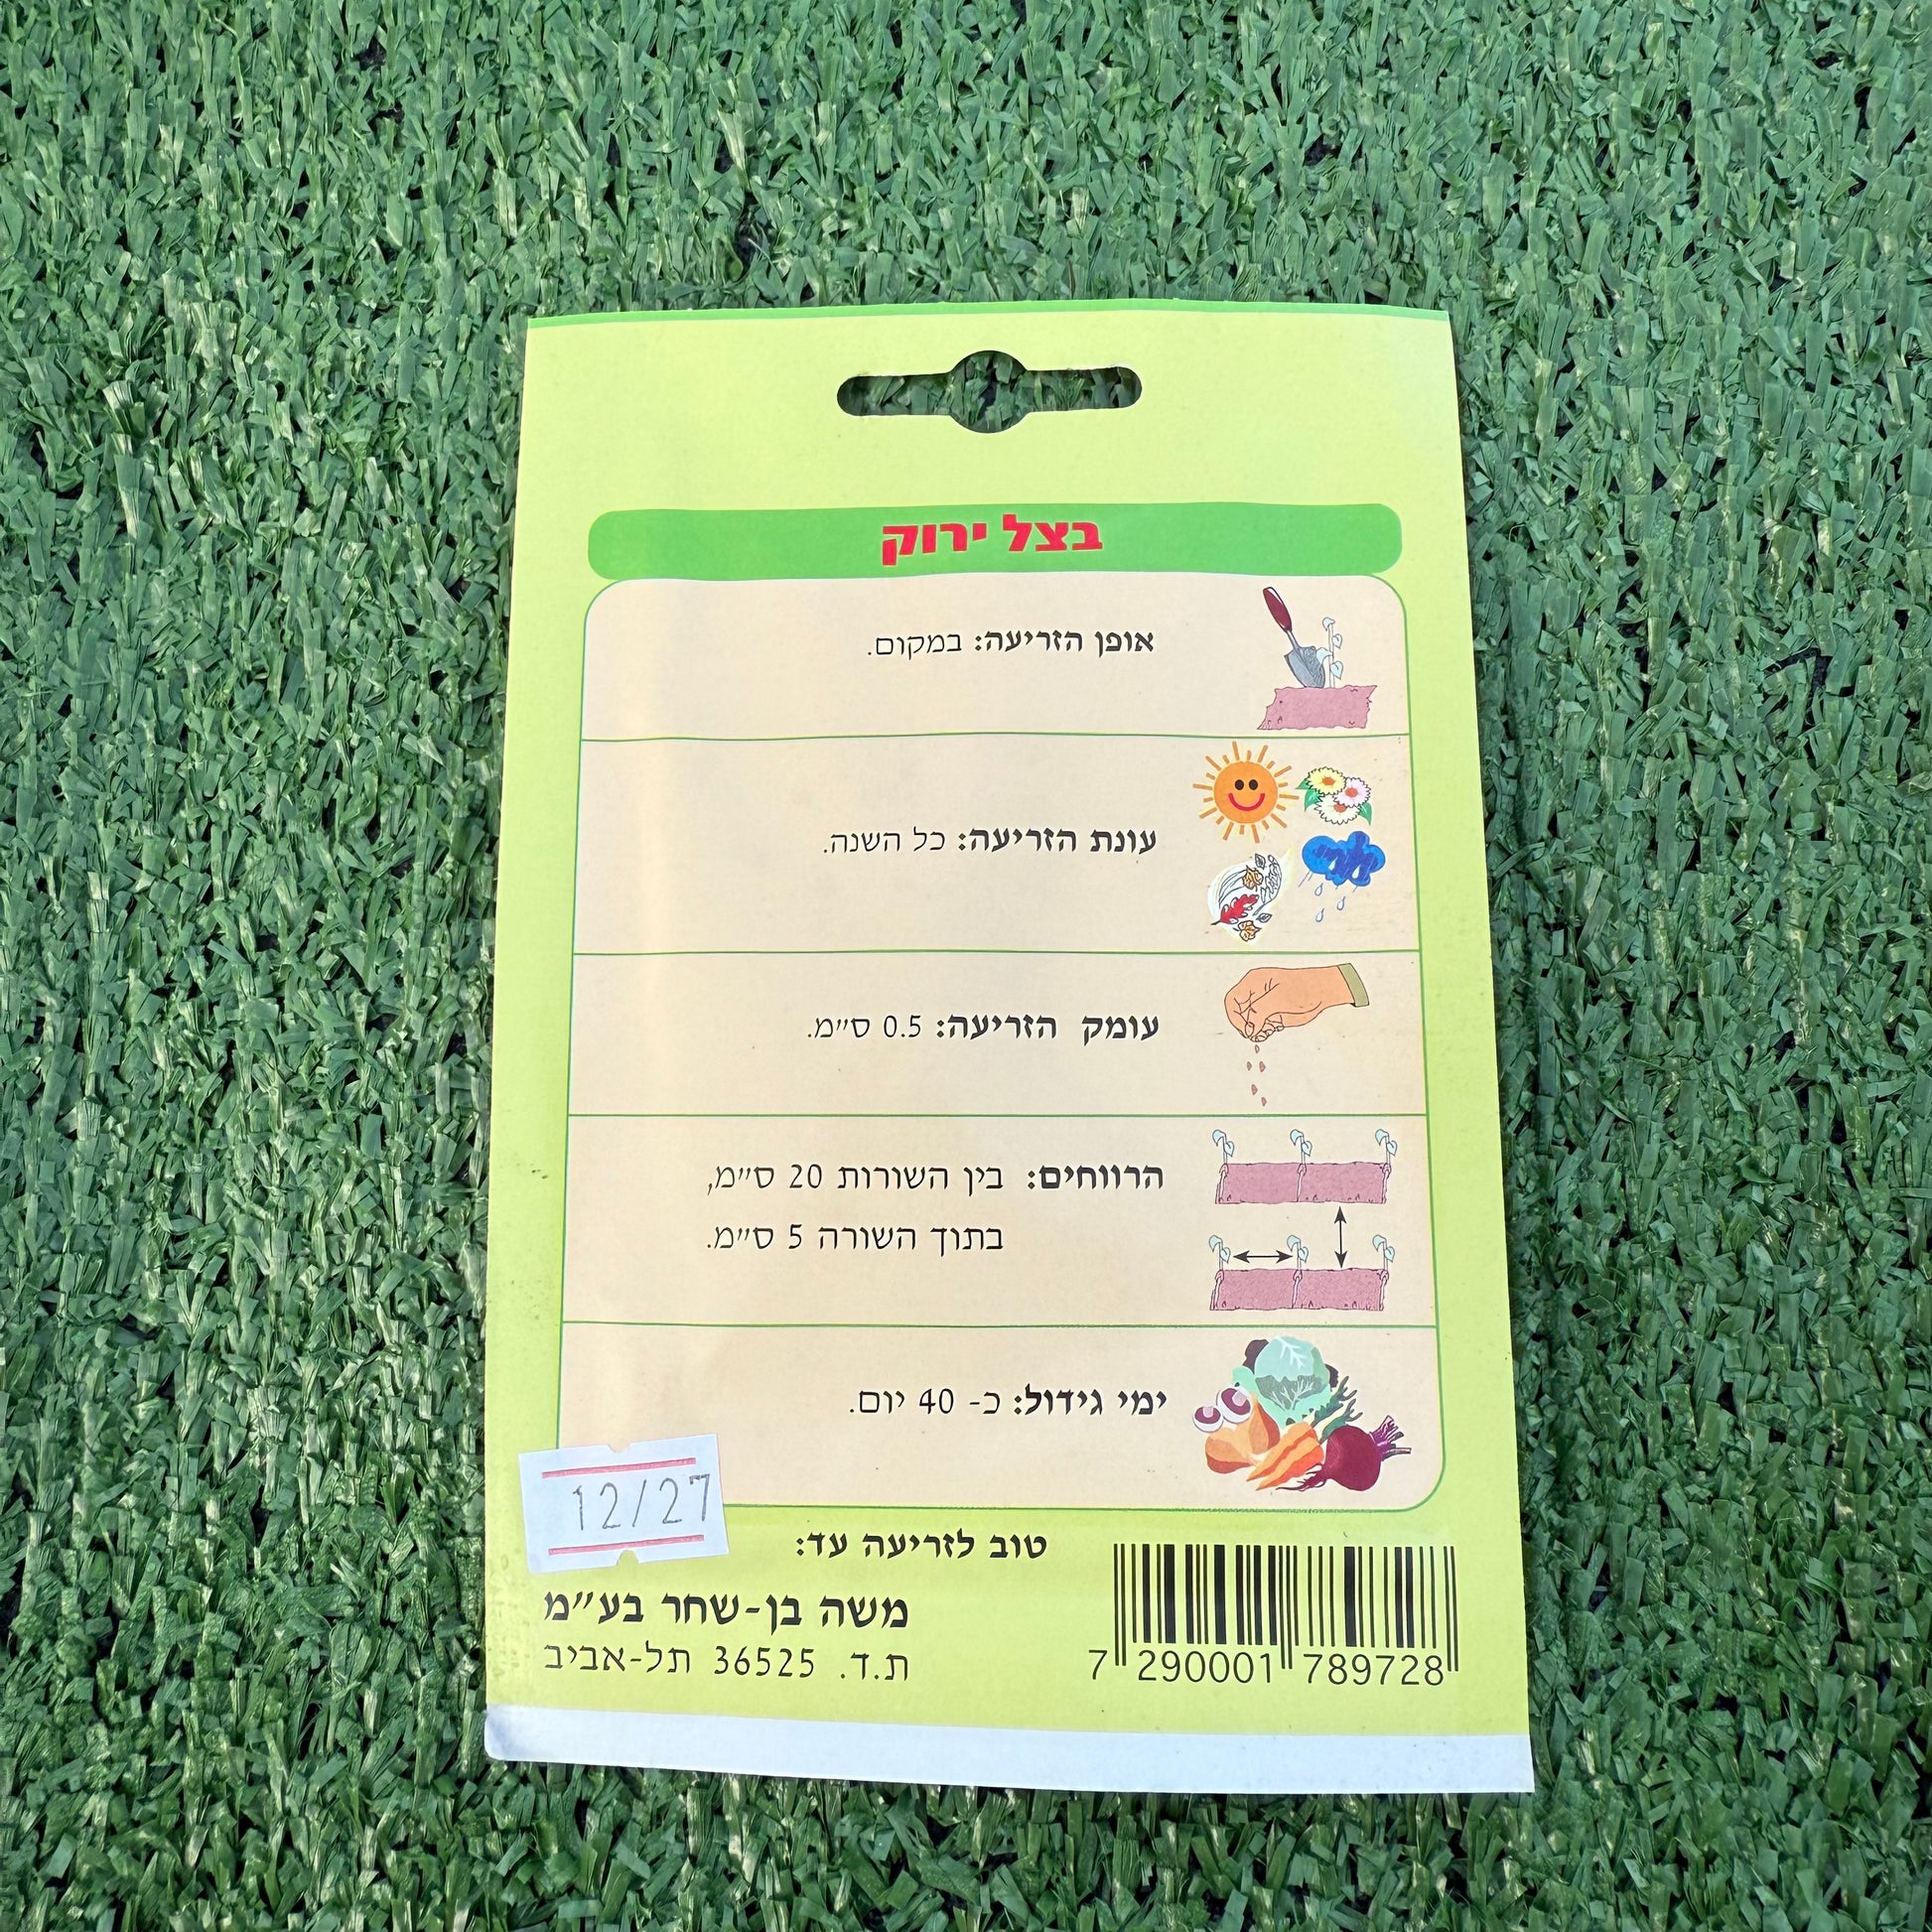 בצל ירוק
אופן הזריעה: במקום.
עונת הזריעה: כל השנה.
עומק הזריעה: 0.5 ס״מ.
הרווחים: בין השורות 20 ס״מ,
בתוך השורה 5 ס״מ.
ימי גידול: כ- 40 יום.
12/27
טוב לזריעה עד:
משה בן-שחר בע״מ
ת.ד. 36525 תל-אביב
7 290001 789728